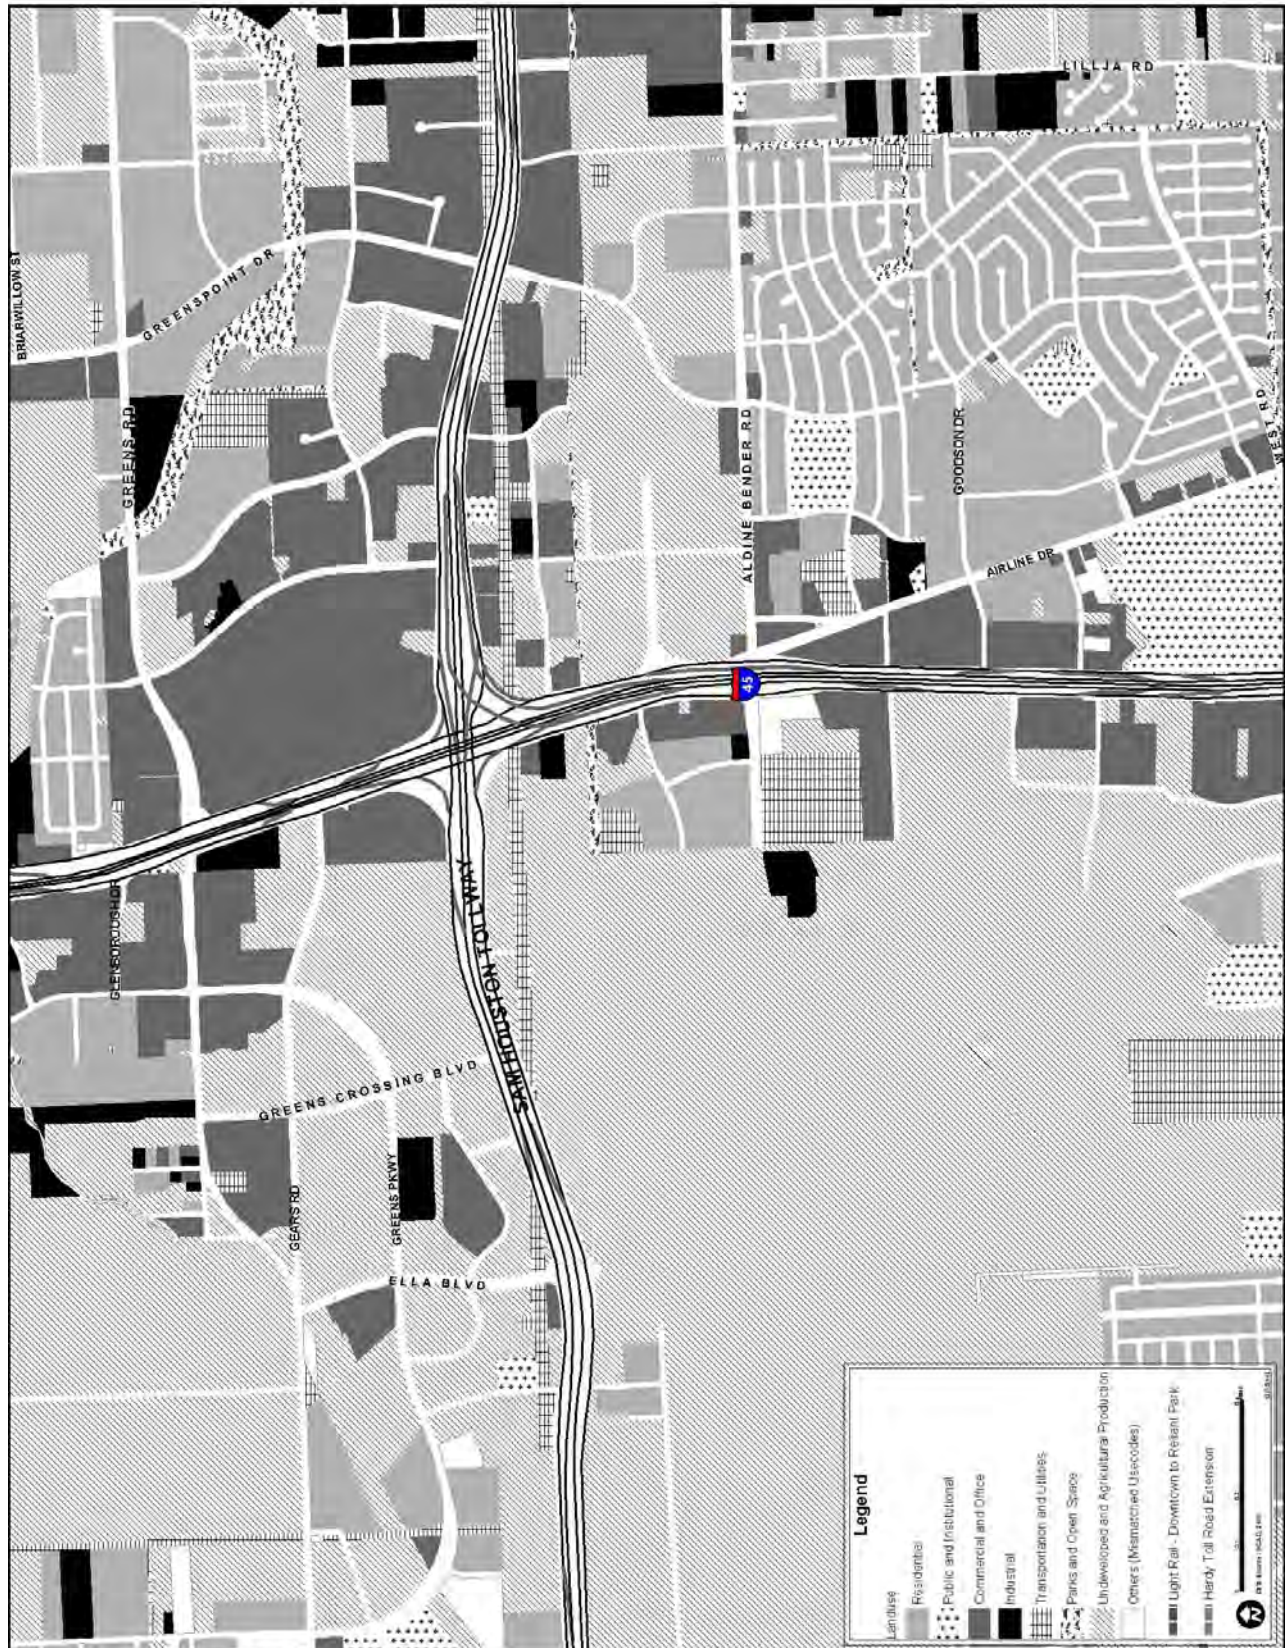 LILLJA RD
BRIARWILLOW ST
GREENSPOINT DR
GREENS RD
ALDINE BENDER RD
GOODSON DR
WEST RD
AIRLINE DR
45
GLENSBOROUGH DR
SAM HOUSTON TOLLWAY
GREENS CROSSING BLVD
GEARS RD
GREENS PKWY
ELLA BLVD
Legend
Landuse
Residential
Public and Institutional
Commercial and Office
Industrial
Transportation and Utilities
Parks and Open Space
Undeveloped and Agricultural Production
Others (Mismatched Usecodes)
Light Rail - Downtown to Reliant Park
Hardy Toll Road Extension
N